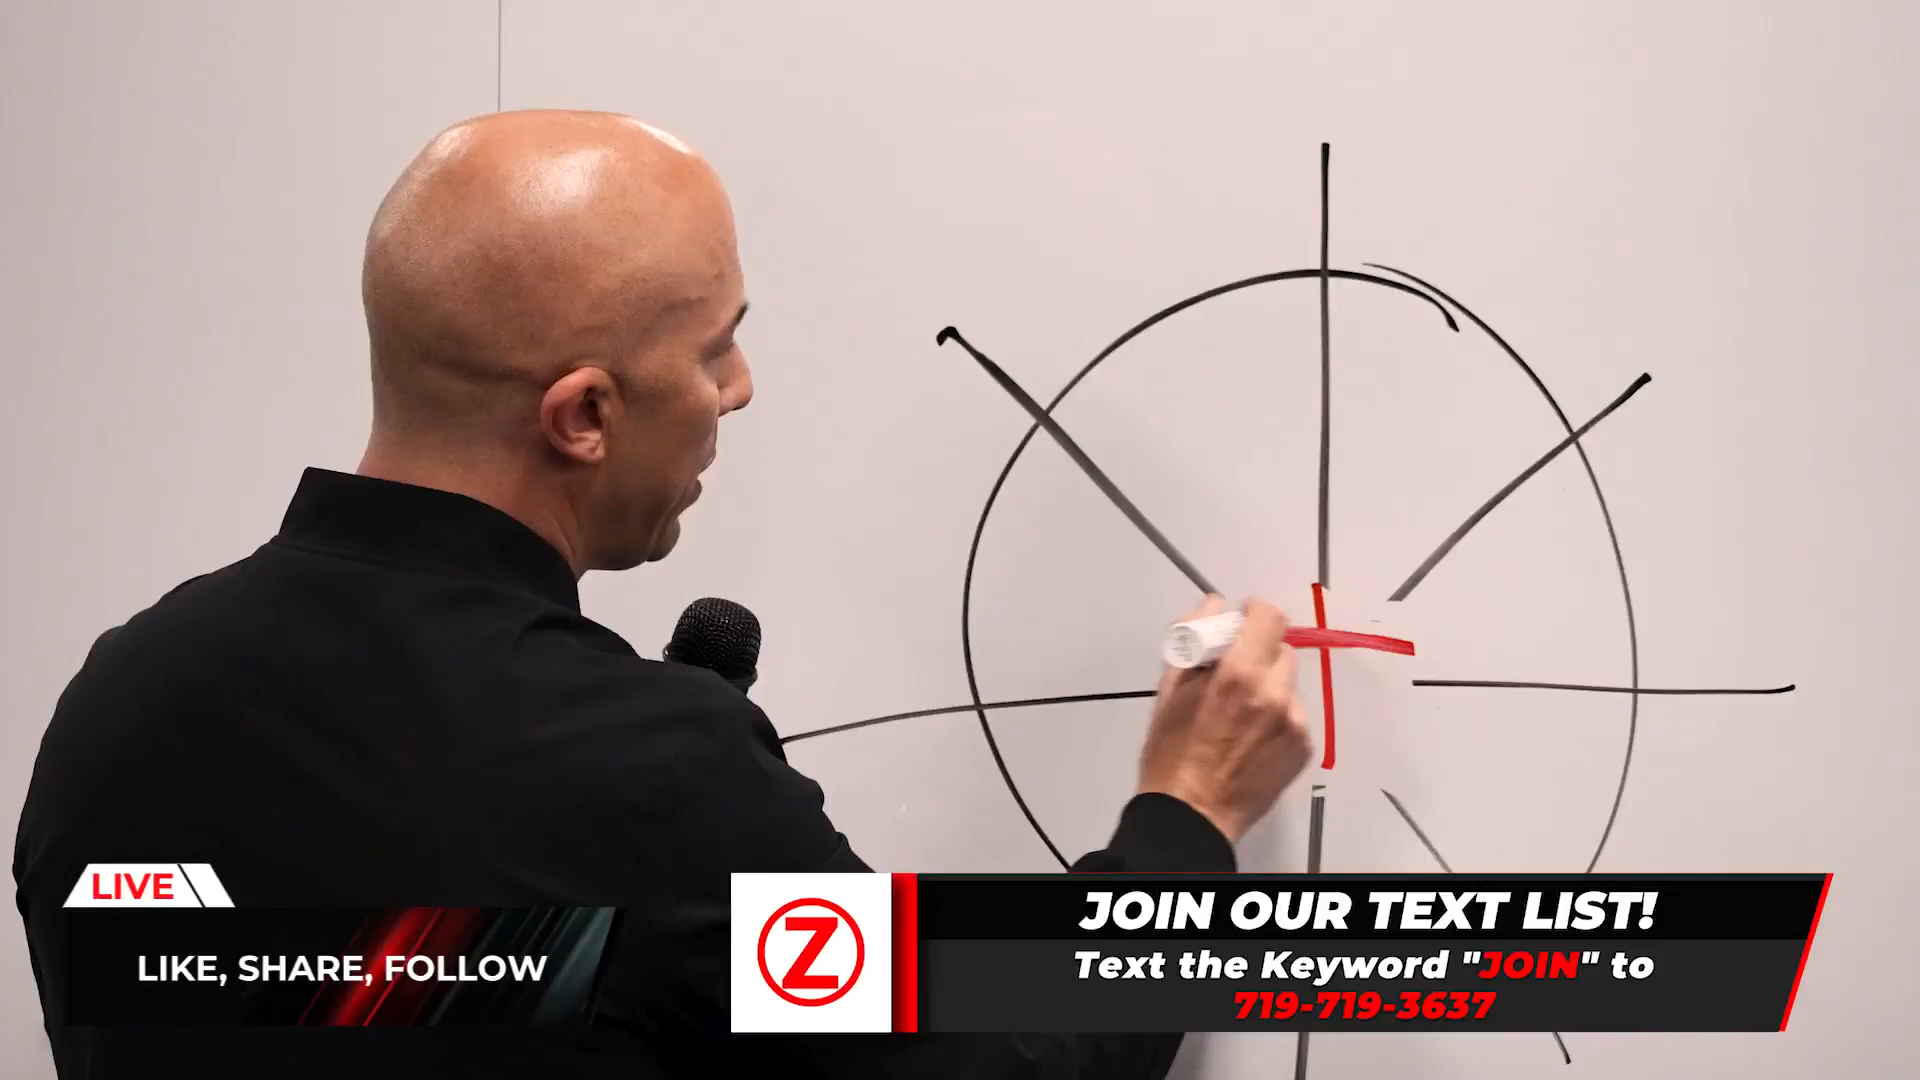 LIVE
LIKE, SHARE, FOLLOW
Z
JOIN OUR TEXT LIST!
Text the Keyword "JOIN" to
719-719-3637